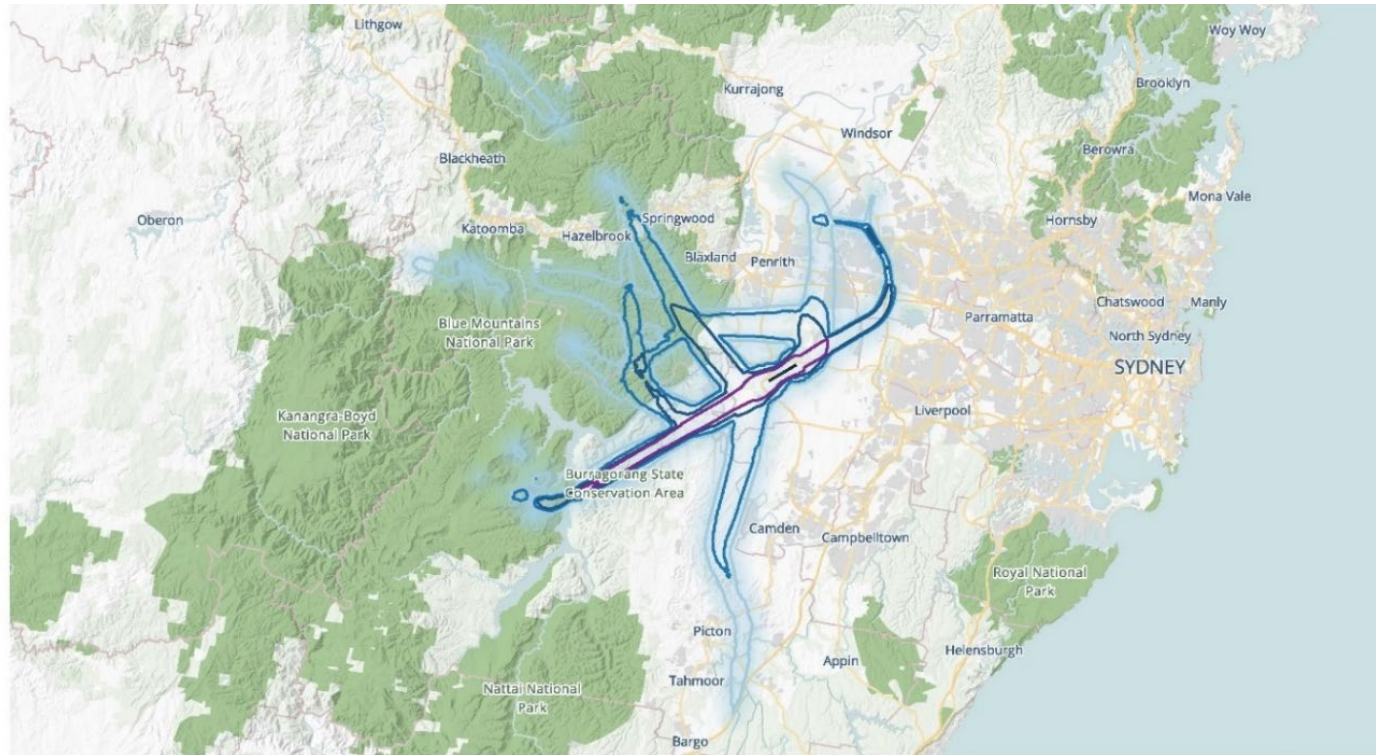 Lithgow
Woy Woy
Brooklyn
Kurrajong
Windsor
Berowra
Blackheath
Mona Vale
Oberon
Springwood
Hornsby
Katoomba
Hazelbrook
Blaxland
Penrith
Chatswood
Manly
Parramatta
Blue Mountains
National Park
North Sydney
SYDNEY
Kanangra-Boyd
National Park
Liverpool
Burragorang State
Conservation Area
Camden
Campbelltown
Royal National
Park
Picton
Helensburgh
Appin
Tahmoor
Nattai National
Park
Bargo